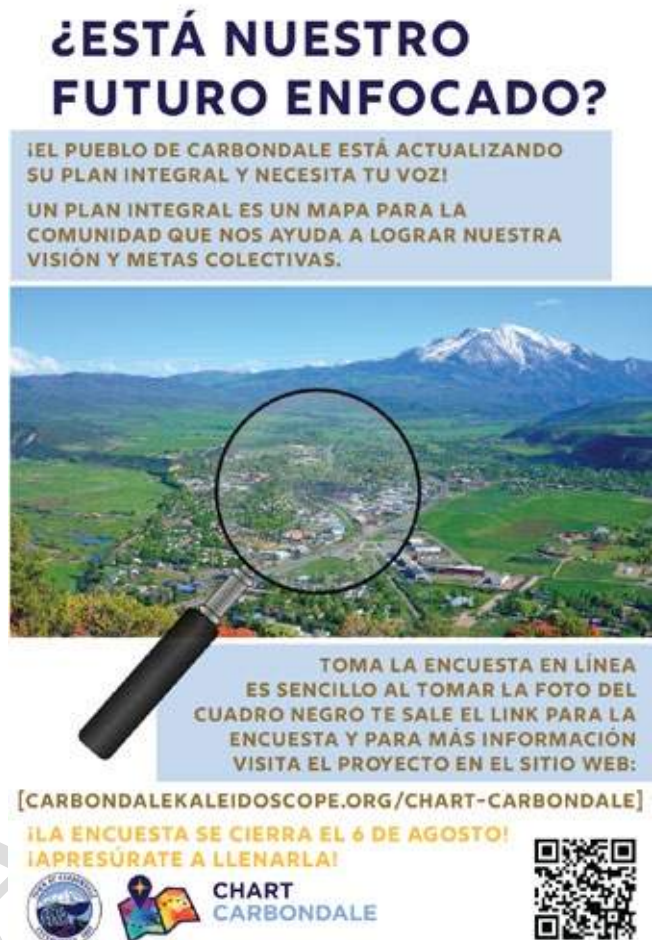 ¿ESTÁ NUESTRO
FUTURO ENFOCADO?
¡EL PUEBLO DE CARBONDALE ESTÁ ACTUALIZANDO
SU PLAN INTEGRAL Y NECESITA TU VOZ!
UN PLAN INTEGRAL ES UN MAPA PARA LA
COMUNIDAD QUE NOS AYUDA A LOGRAR NUESTRA
VISIÓN Y METAS COLECTIVAS.
TOMA LA ENCUESTA EN LÍNEA
ES SENCILLO AL TOMAR LA FOTO DEL
CUADRO NEGRO TE SALE EL LINK PARA LA
ENCUESTA Y PARA MÁS INFORMACIÓN
VISITA EL PROYECTO EN EL SITIO WEB:
[CARBONDALEKALEIDOSCOPE.ORG/CHART-CARBONDALE]
¡LA ENCUESTA SE CIERRA EL 6 DE AGOSTO!
¡APRESÚRATE A LLENARLA!
CHART
CARBONDALE